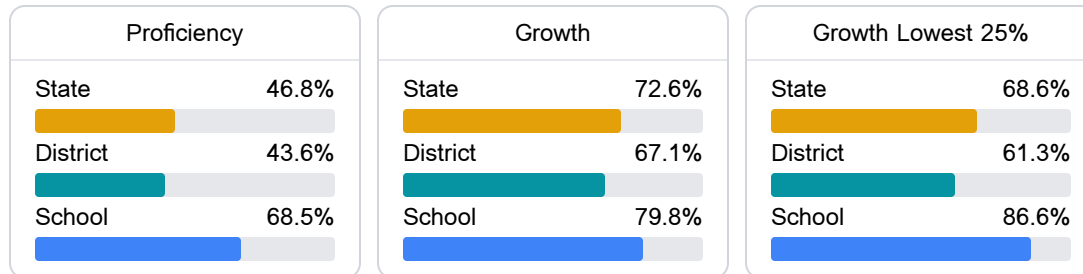 Proficiency
State 46.8%
District 43.6%
School 68.5%
Growth
State 72.6%
District 67.1%
School 79.8%
Growth Lowest 25%
State 68.6%
District 61.3%
School 86.6%